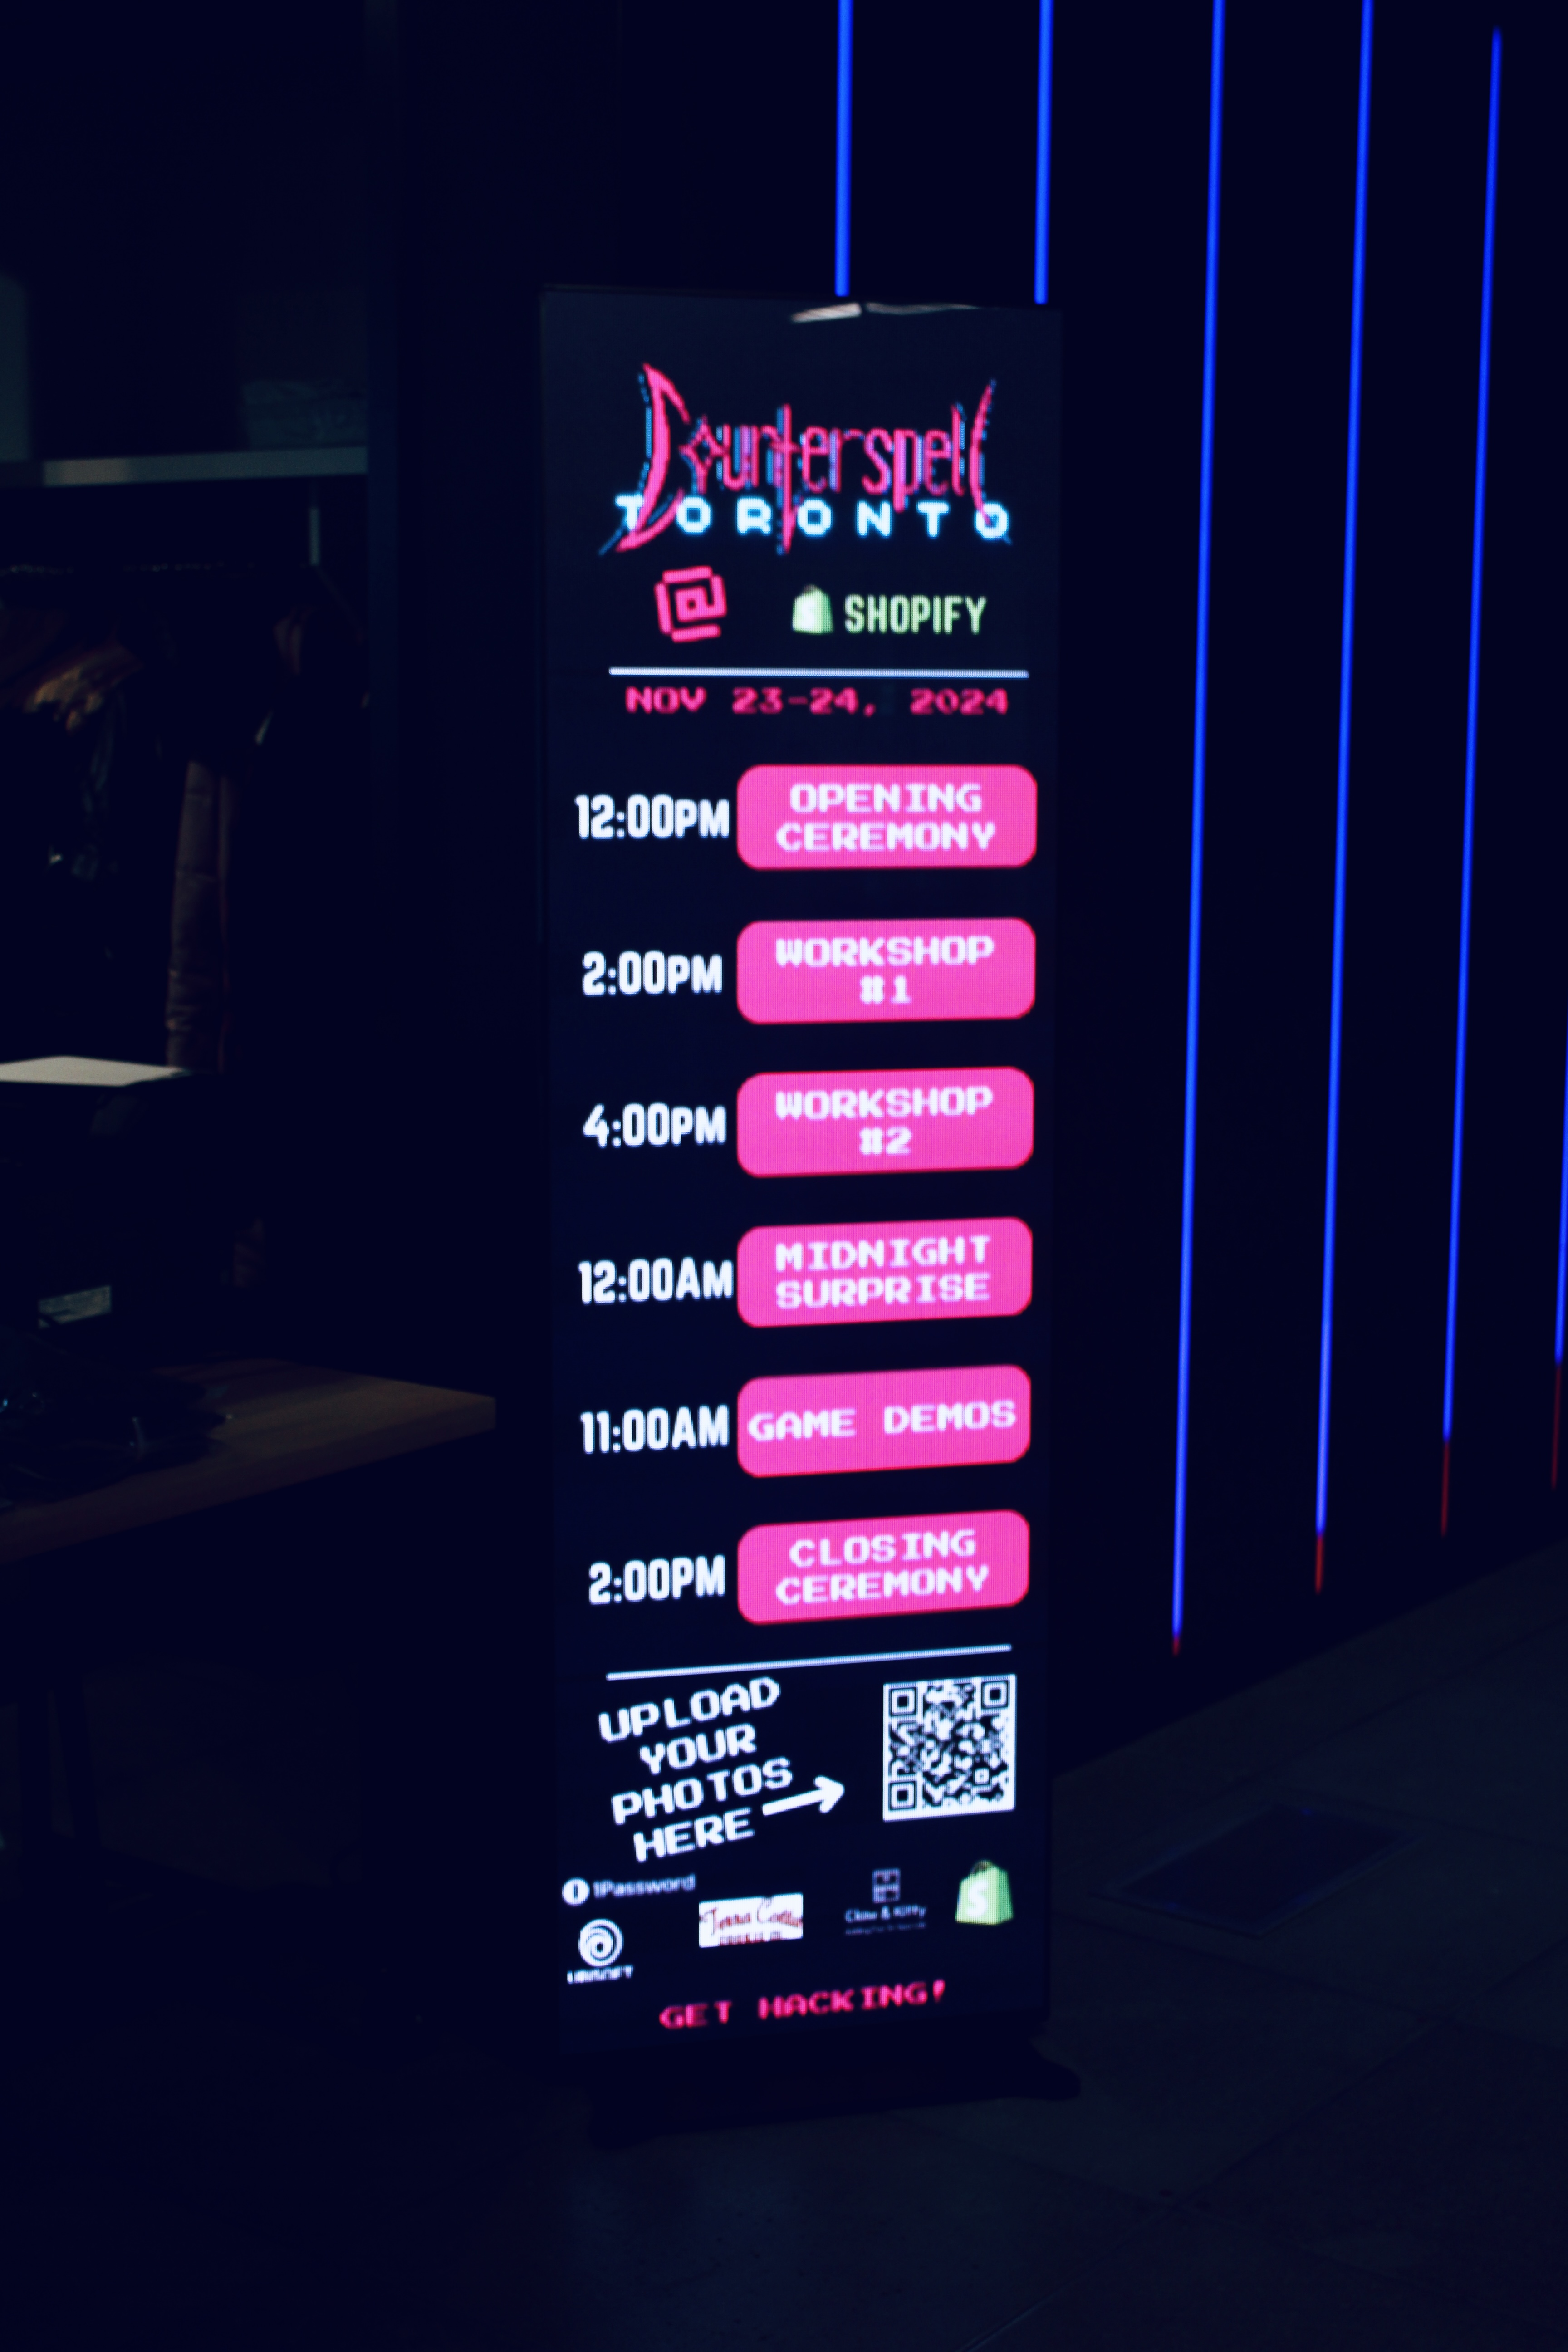 Counterspell
TORONTO
@ SHOPIFY
NOV 23-24, 2024
12:00PM OPENING
CEREMONY
2:00PM WORKSHOP
#1
4:00PM WORKSHOP
#2
12:00AM MIDNIGHT
SURPRISE
11:00AM GAME DEMOS
2:00PM CLOSING
CEREMONY
UPLOAD
YOUR
PHOTOS
HERE
1Password
Terra
UBISOFT
GET HACKING!